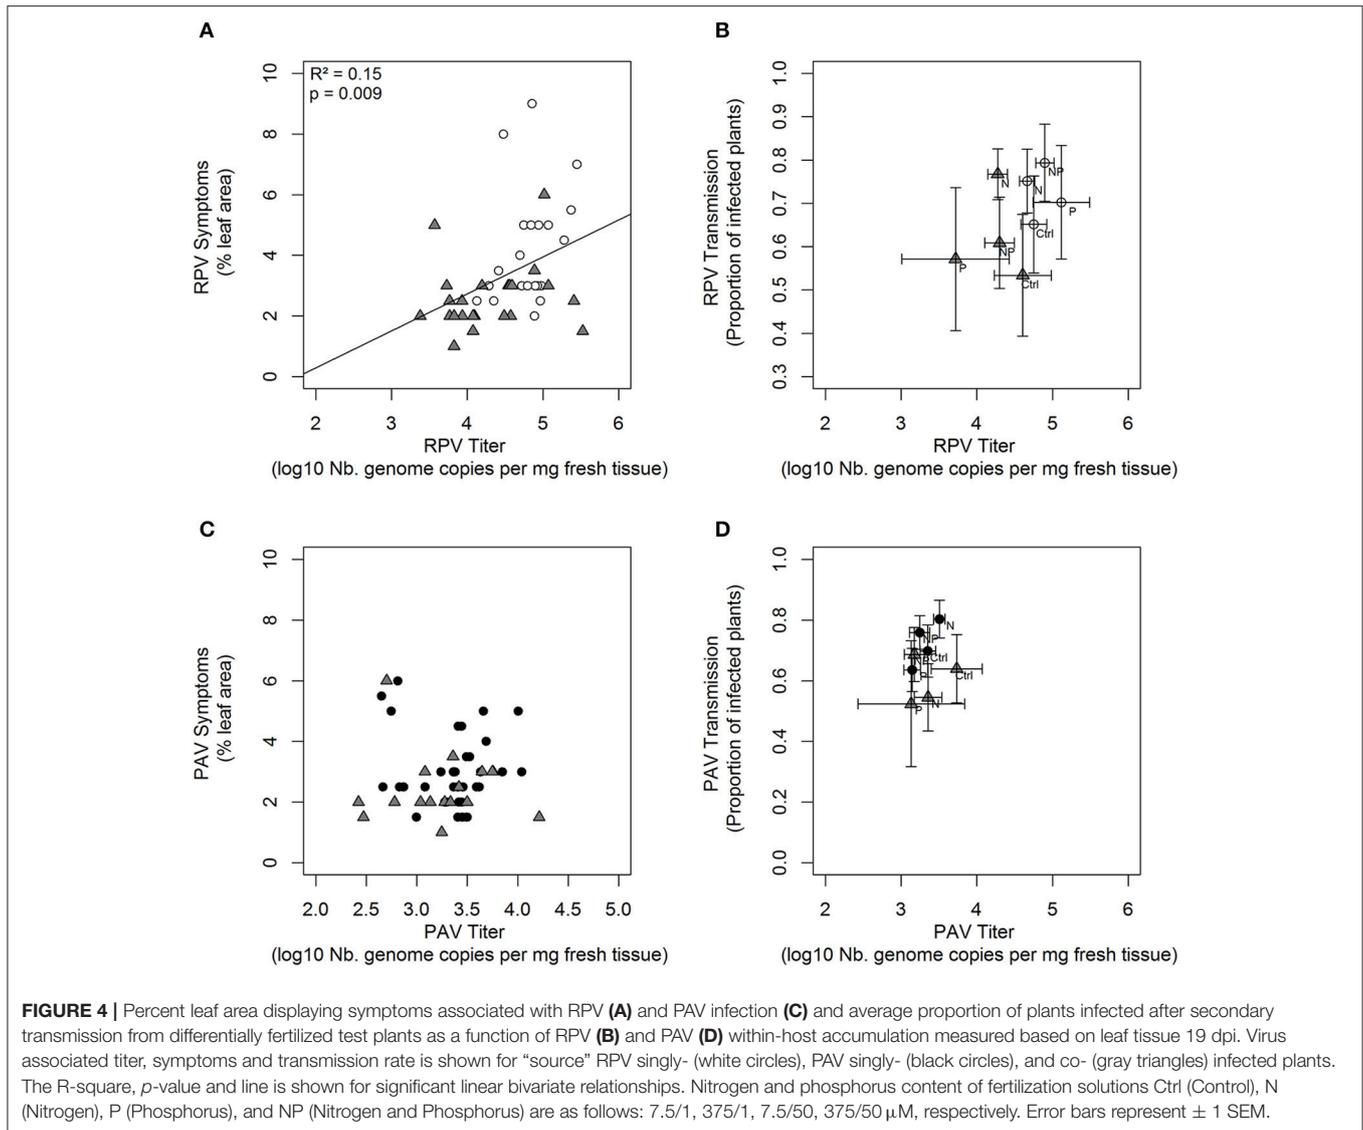 A
R² = 0.15
p = 0.009
10
8
6
4
2
0
RPV Symptoms
(% leaf area)
2 3 4 5 6
RPV Titer
(log10 Nb. genome copies per mg fresh tissue)
B
1.0
0.9
0.8
0.7
0.6
0.5
0.4
0.3
RPV Transmission
(Proportion of infected plants)
NP
N
N
P
Ctrl
NP
P
Ctrl
2 3 4 5 6
RPV Titer
(log10 Nb. genome copies per mg fresh tissue)
C
10
8
6
4
2
0
PAV Symptoms
(% leaf area)
2.0 2.5 3.0 3.5 4.0 4.5 5.0
PAV Titer
(log10 Nb. genome copies per mg fresh tissue)
D
1.0
0.8
0.6
0.4
0.2
0.0
PAV Transmission
(Proportion of infected plants)
N
NP
Ctrl
NP
P
Ctrl
N
P
2 3 4 5 6
PAV Titer
(log10 Nb. genome copies per mg fresh tissue)
FIGURE 4 | Percent leaf area displaying symptoms associated with RPV (A) and PAV infection (C) and average proportion of plants infected after secondary
transmission from differentially fertilized test plants as a function of RPV (B) and PAV (D) within-host accumulation measured based on leaf tissue 19 dpi. Virus
associated titer, symptoms and transmission rate is shown for “source” RPV singly- (white circles), PAV singly- (black circles), and co- (gray triangles) infected plants.
The R-square, p-value and line is shown for significant linear bivariate relationships. Nitrogen and phosphorus content of fertilization solutions Ctrl (Control), N
(Nitrogen), P (Phosphorus), and NP (Nitrogen and Phosphorus) are as follows: 7.5/1, 375/1, 7.5/50, 375/50 µM, respectively. Error bars represent ± 1 SEM.